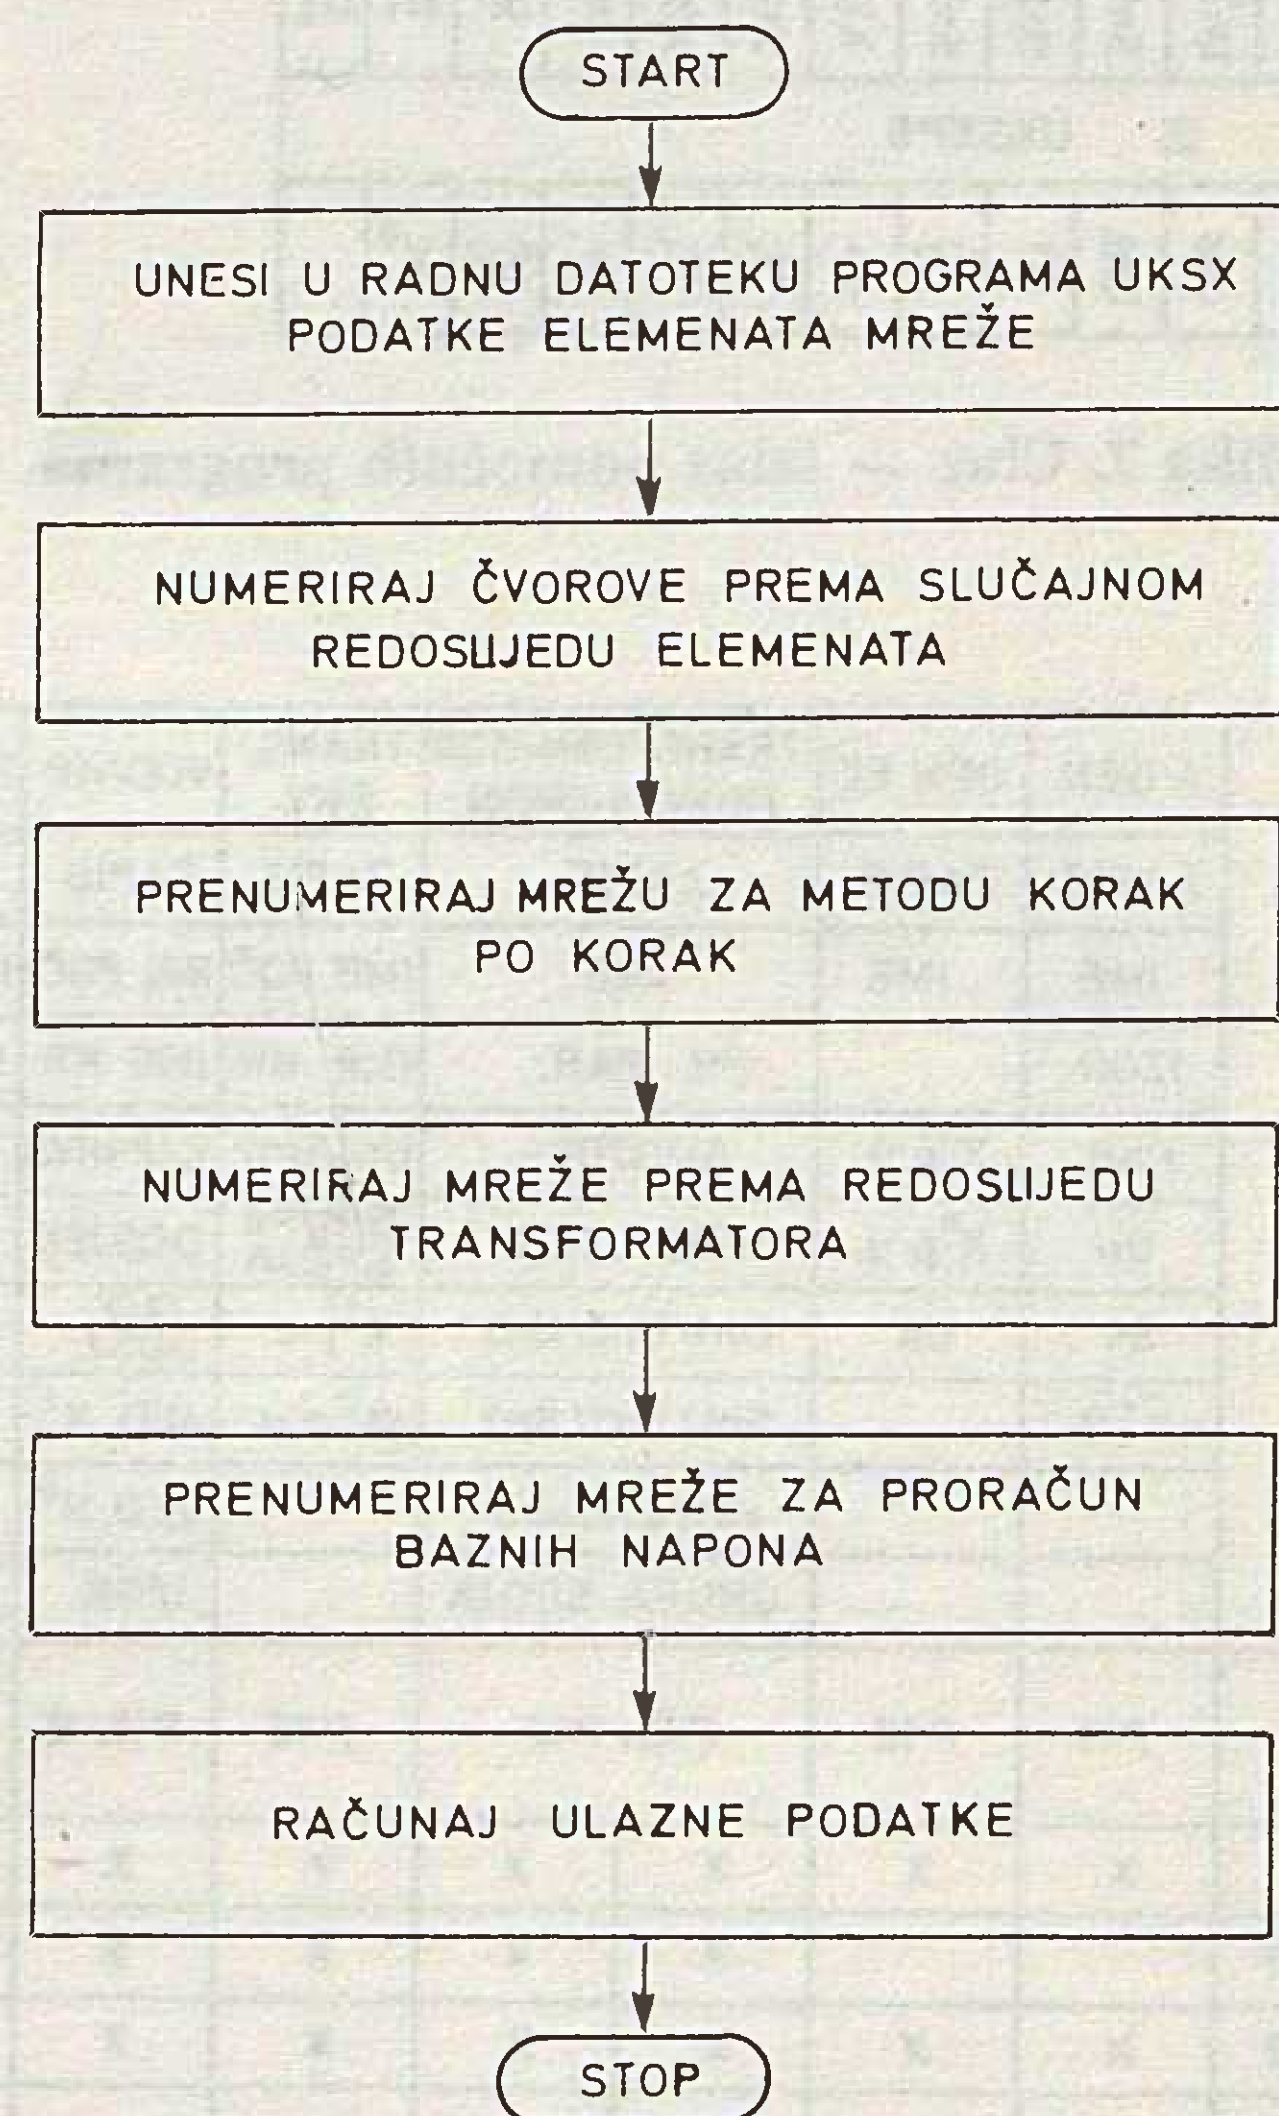 START
UNESI U RADNU DATOTEKU PROGRAMA UKSX
PODATKE ELEMENATA MREŽE
NUMERIRAJ ČVOROVE PREMA SLUČAJNOM
REDOSLIJEDU ELEMENATA
PRENUMERIRAJ MREŽU ZA METODU KORAK
PO KORAK
NUMERIRAJ MREŽE PREMA REDOSLIJEDU
TRANSFORMATORA
PRENUMERIRAJ MREŽE ZA PRORAČUN
BAZNIH NAPONA
RAČUNAJ ULAZNE PODATKE
STOP